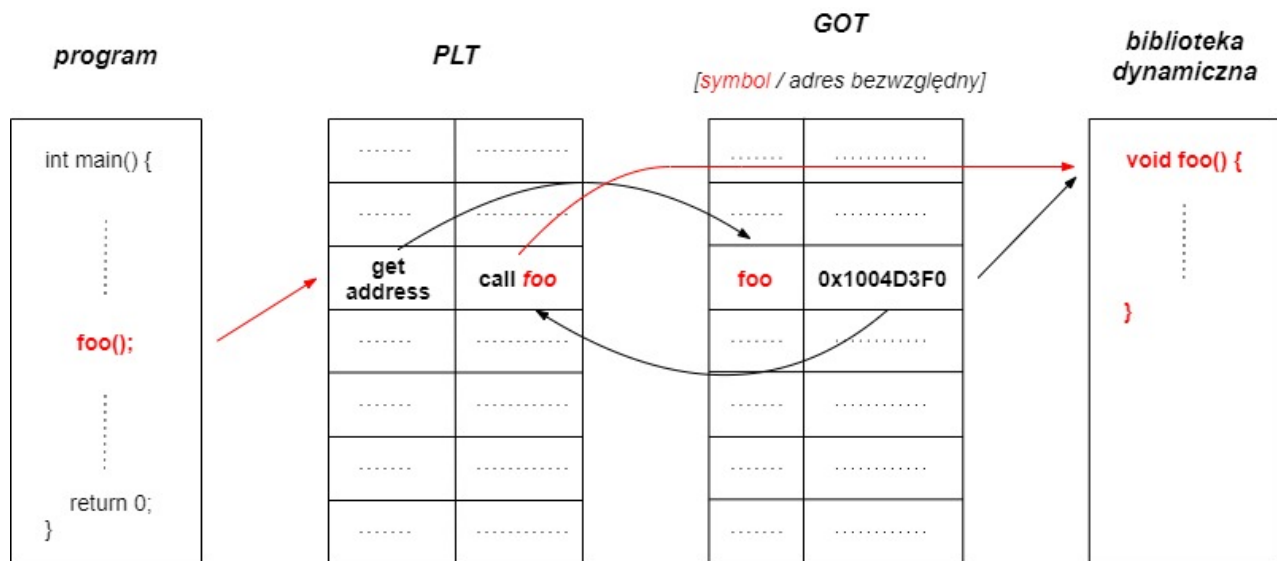 program
PLT
GOT
[symbol / adres bezwzględny]
biblioteka
dynamiczna
int main() {
foo();
return 0;
}
get
address
call foo
foo
0x1004D3F0
void foo() {
}